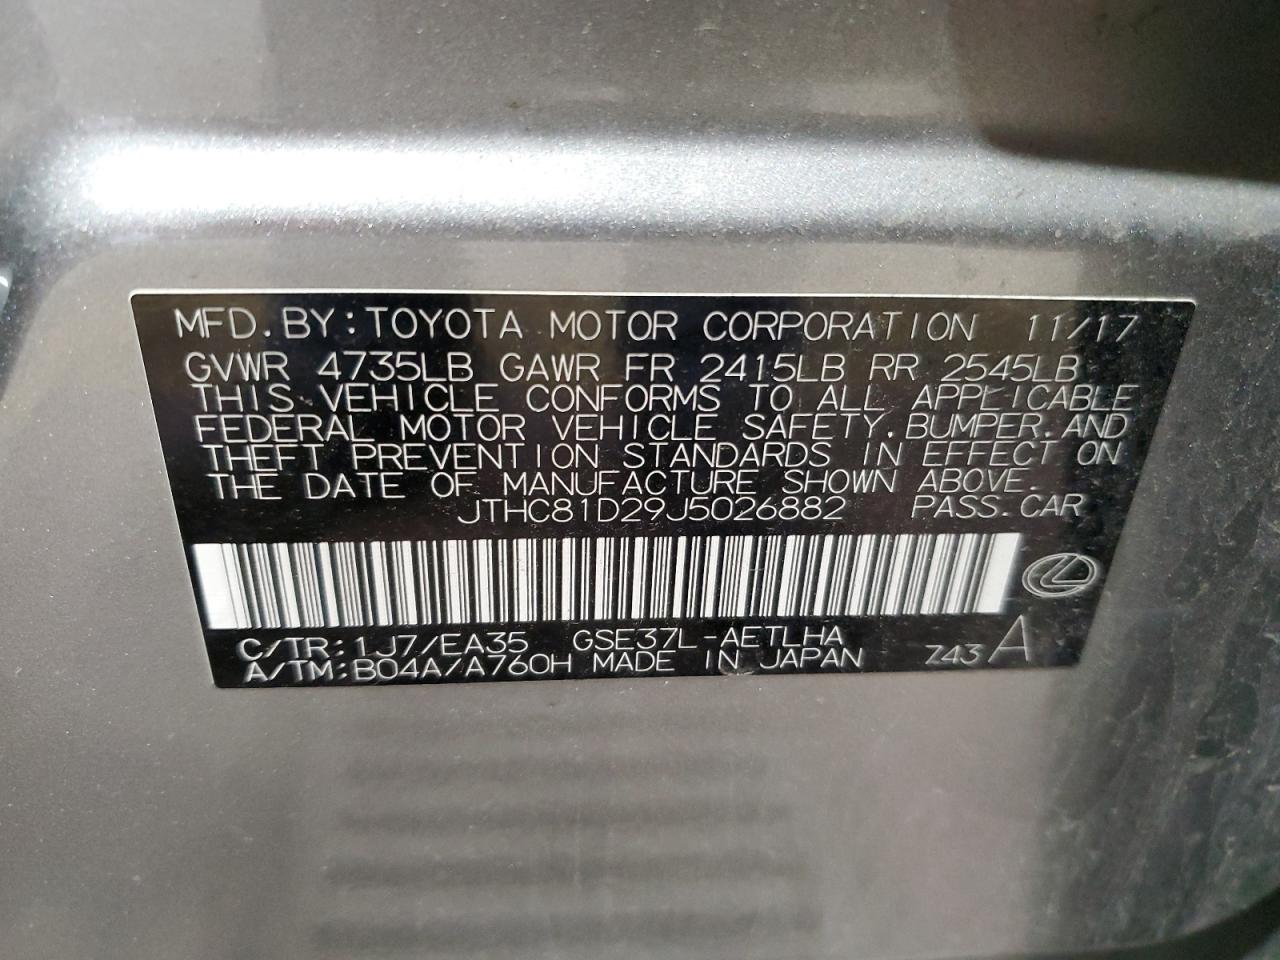 MFD.BY:TOYOTA MOTOR CORPORATION 11/17
GVWR 4735LB GAWR FR 2415LB RR 2545LB
THIS VEHICLE CONFORMS TO ALL APPLICABLE
FEDERAL MOTOR VEHICLE SAFETY,BUMPER,AND
THEFT PREVENTION STANDARDS IN EFFECT ON
THE DATE OF MANUFACTURE SHOWN ABOVE.
JTHC81D29J5026882 PASS.CAR
C/TR:1J7/EA35 GSE37L-AETLHA
A/TM:B04A/A760H MADE IN JAPAN Z43 A